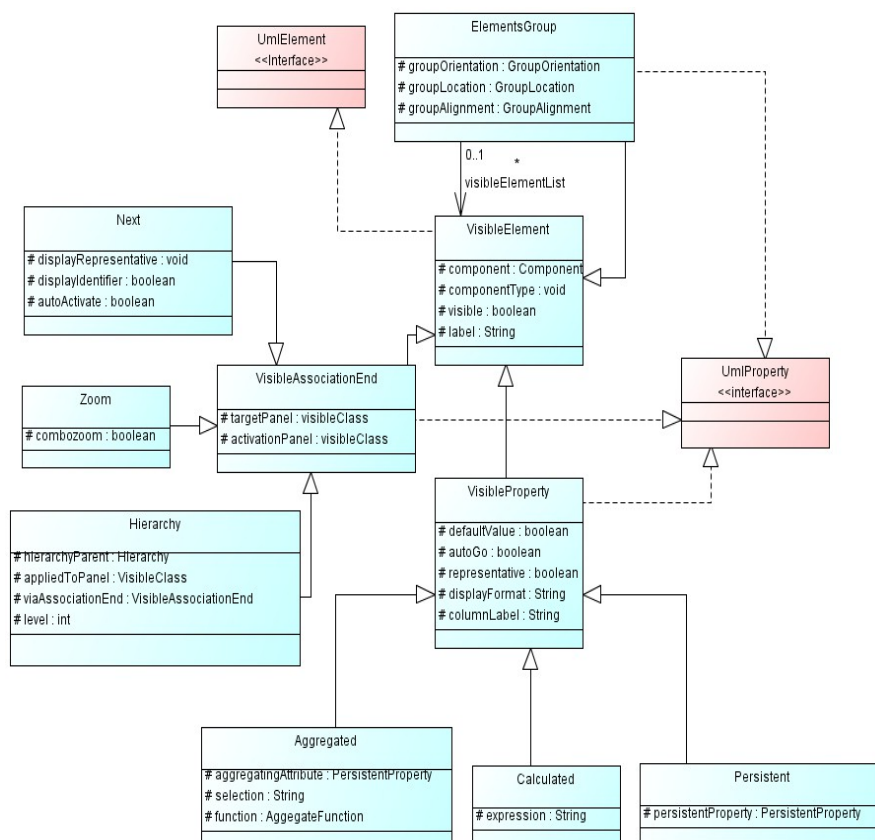 UmlElement
<<Interface>>
ElementsGroup
# groupOrientation : GroupOrientation
# groupLocation : GroupLocation
# groupAlignment : GroupAlignment
0..1
*
visibleElementList
Next
# displayRepresentative : void
# displayIdentifier : boolean
# autoActivate : boolean
VisibleElement
# component : Component
# componentType : void
# visible : boolean
# label : String
Zoom
# combozoom : boolean
VisibleAssociationEnd
# targetPanel : visibleClass
# activationPanel : visibleClass
UmlProperty
<<interface>>
Hierarchy
# hierarchyParent : Hierarchy
# appliedToPanel : VisibleClass
# viaAssociationEnd : VisibleAssociationEnd
# level : int
VisibleProperty
# defaultValue : boolean
# autoGo : boolean
# representative : boolean
# displayFormat : String
# columnLabel : String
Aggregated
# aggregatingAttribute : PersistentProperty
# selection : String
# function : AggegateFunction
Calculated
# expression : String
Persistent
# persistentProperty : PersistentProperty